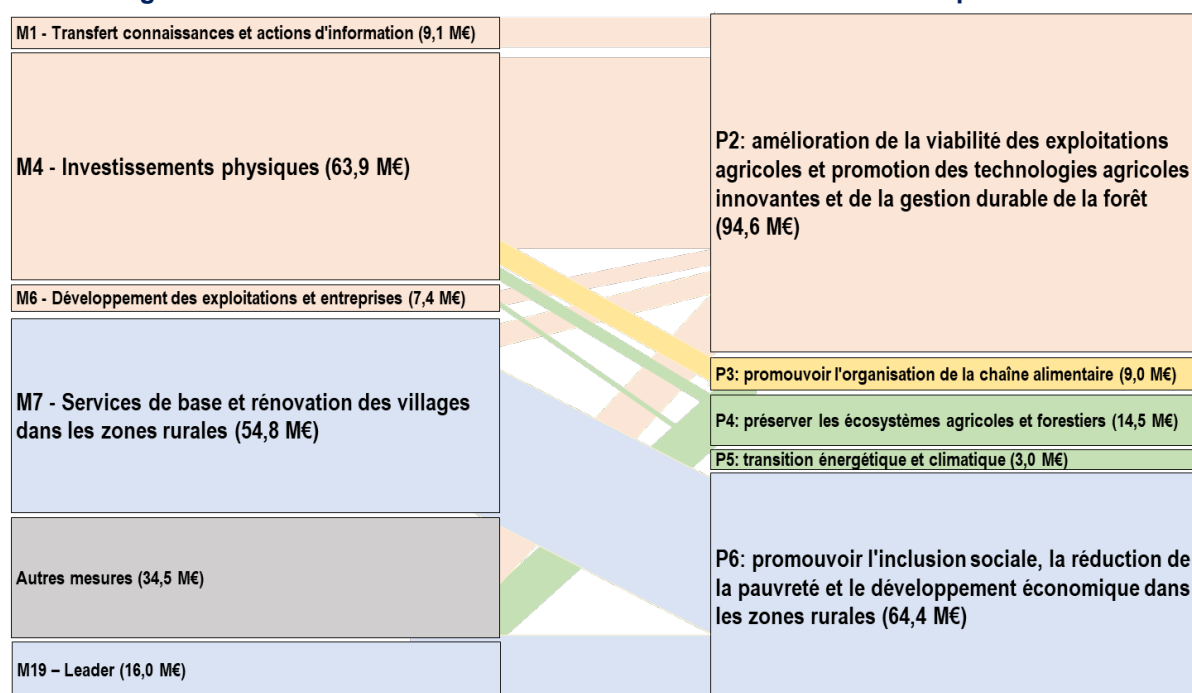 M1 - Transfert connaissances et actions d'information (9,1 M€)
M4 - Investissements physiques (63,9 M€)
M6 - Développement des exploitations et entreprises (7,4 M€)
M7 - Services de base et rénovation des villages
dans les zones rurales (54,8 M€)
Autres mesures (34,5 M€)
M19 – Leader (16,0 M€)
P2: amélioration de la viabilité des exploitations
agricoles et promotion des technologies agricoles
innovantes et de la gestion durable de la forêt
(94,6 M€)
P3: promouvoir l'organisation de la chaîne alimentaire (9,0 M€)
P4: préserver les écosystèmes agricoles et forestiers (14,5 M€)
P5: transition énergétique et climatique (3,0 M€)
P6: promouvoir l'inclusion sociale, la réduction de
la pauvreté et le développement économique dans
les zones rurales (64,4 M€)